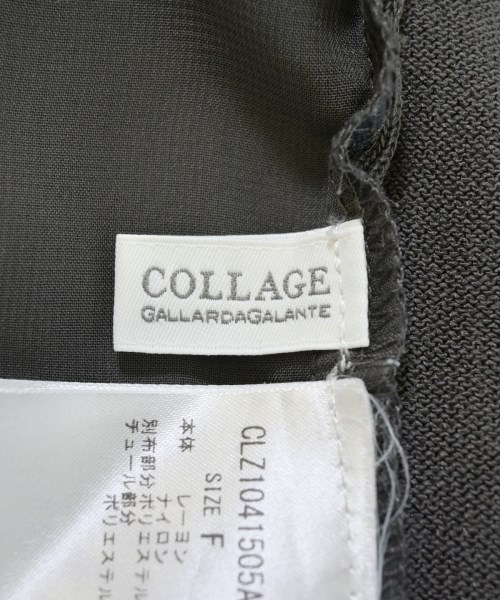 COLLAGE
GALLARDAGALANTE
CLZ1041505A
SIZE F
本体 レーヨン
ナイロン
別布部分 ポリエステル
チュール部分
ポリエステル